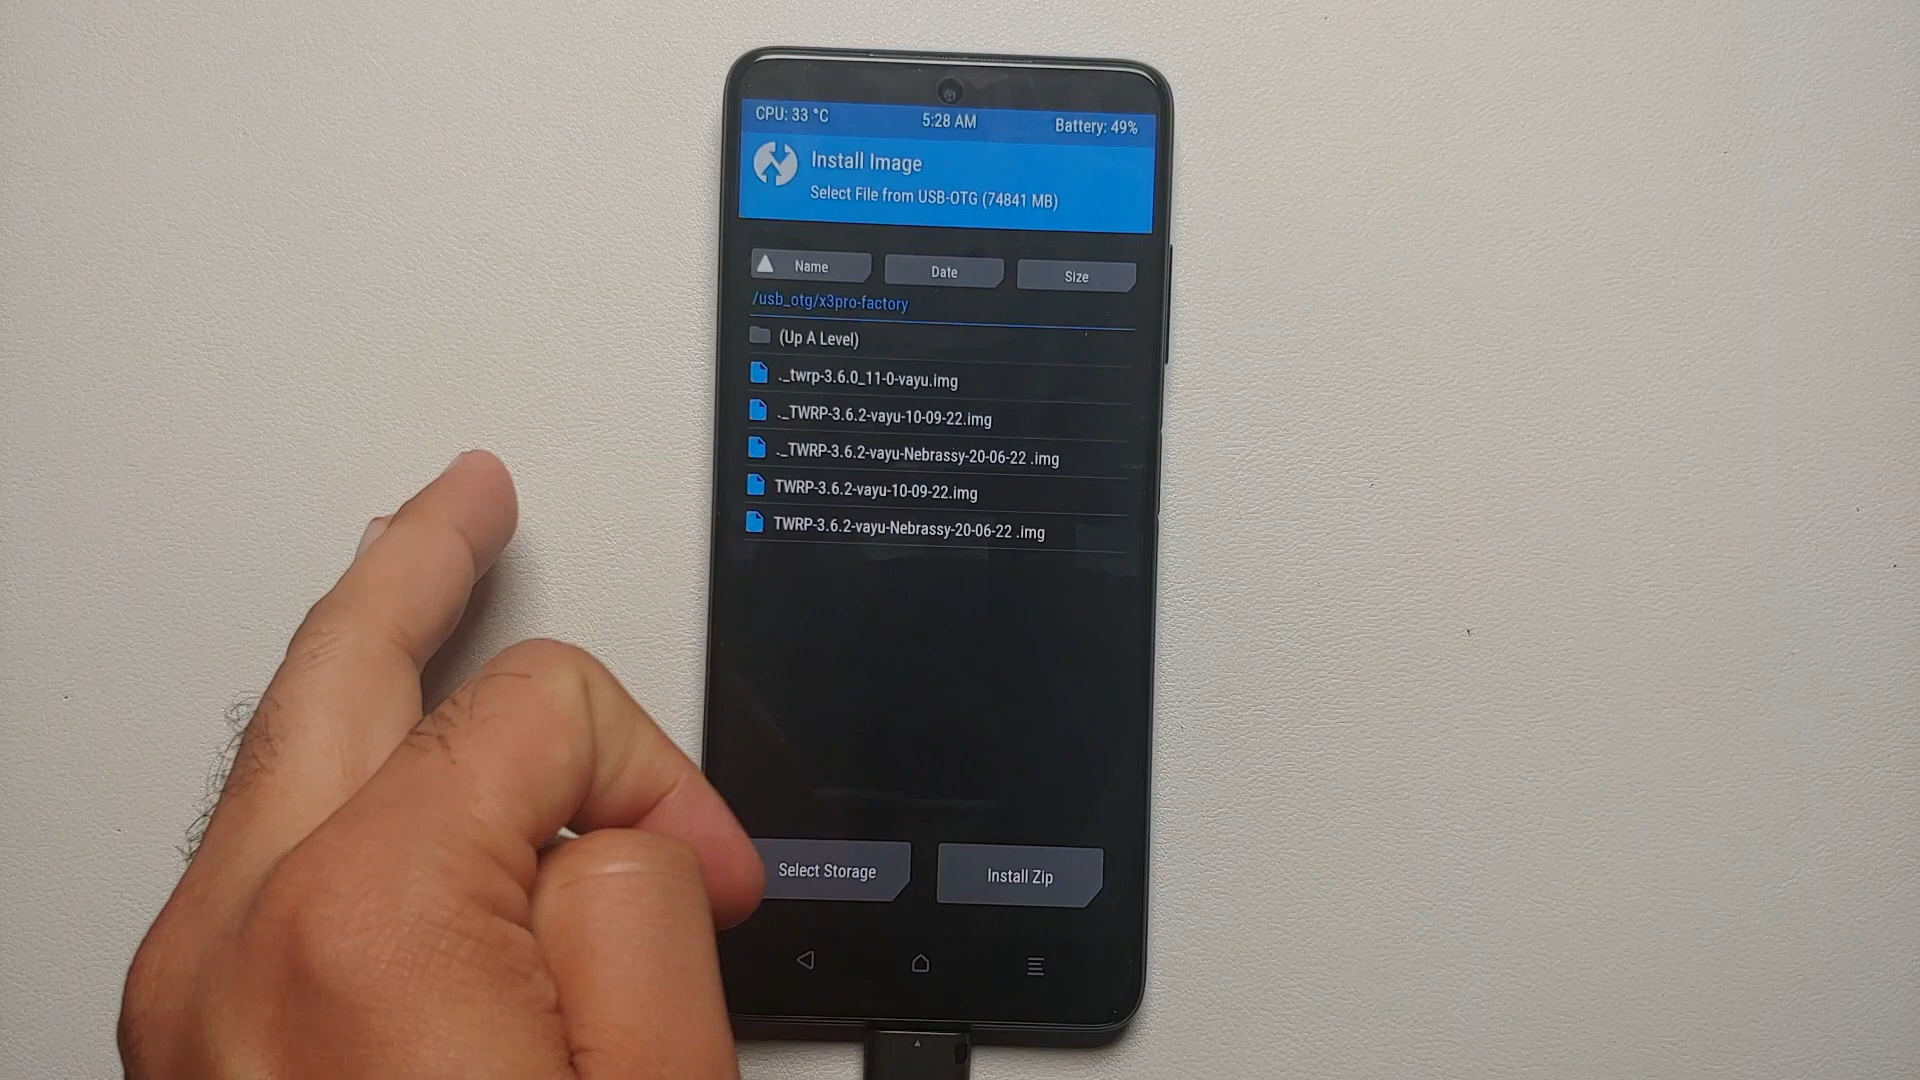 CPU: 33 °C 5:28 AM Battery: 49%
Install Image
Select File from USB-OTG (74841 MB)
Name Date Size
/usb_otg/x3pro-factory
(Up A Level)
._twrp-3.6.0_11-0-vayu.img
._TWRP-3.6.2-vayu-10-09-22.img
._TWRP-3.6.2-vayu-Nebrassy-20-06-22 .img
TWRP-3.6.2-vayu-10-09-22.img
TWRP-3.6.2-vayu-Nebrassy-20-06-22 .img
Select Storage Install Zip